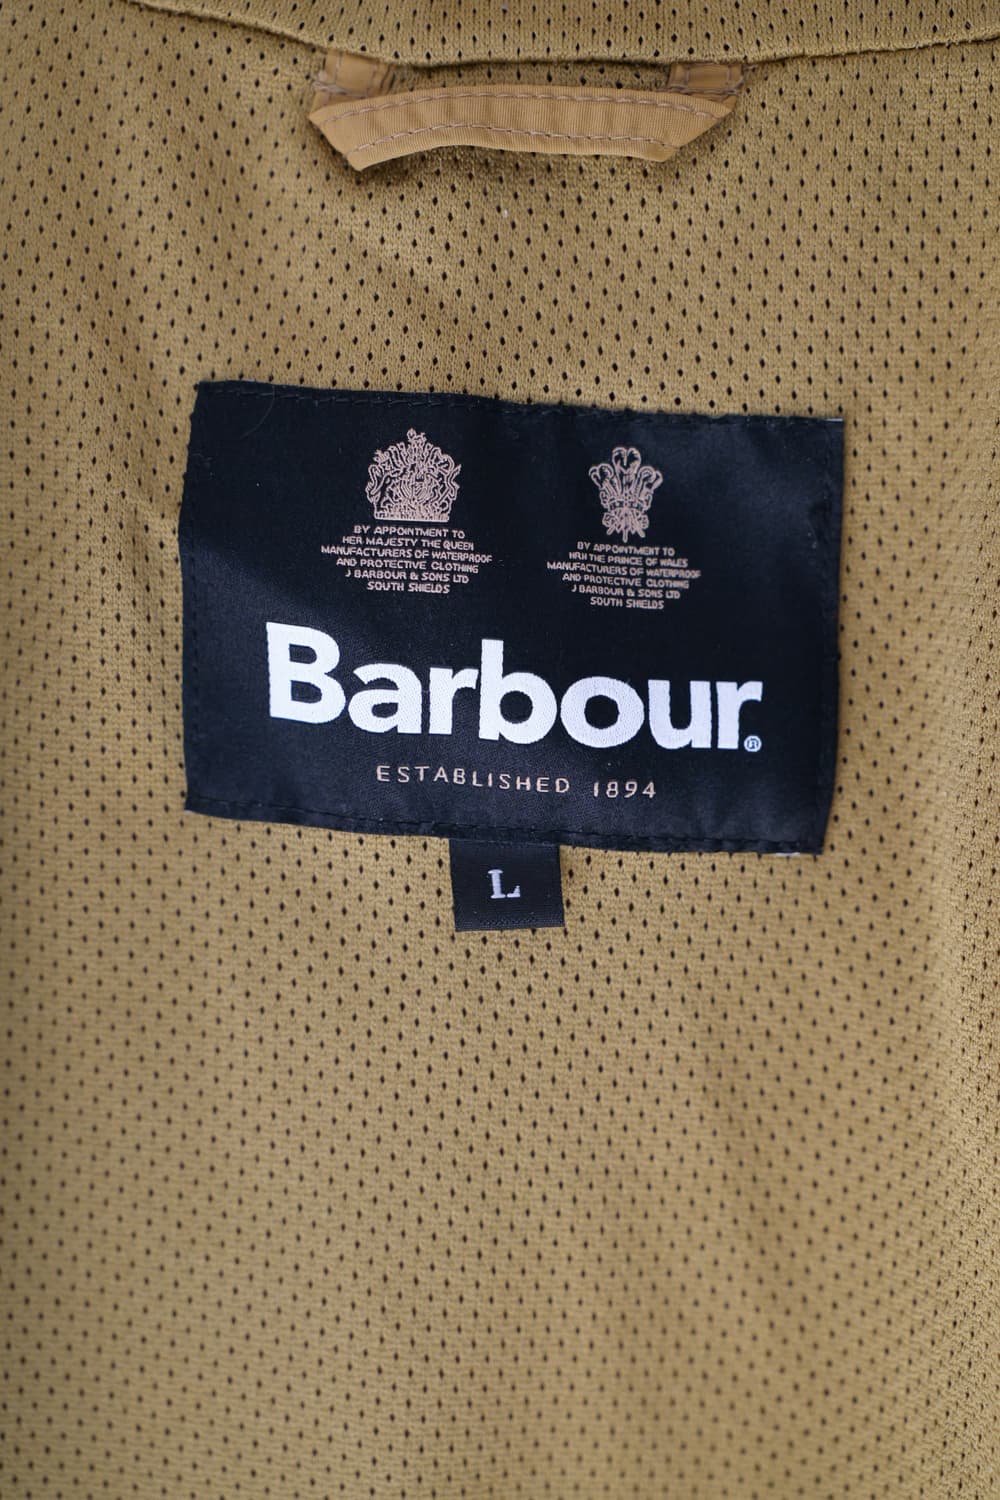 BY APPOINTMENT TO
HER MAJESTY THE QUEEN
MANUFACTURERS OF WATERPROOF
AND PROTECTIVE CLOTHING
J BARBOUR & SONS LTD
SOUTH SHIELDS
BY APPOINTMENT TO
HRH THE PRINCE OF WALES
MANUFACTURERS OF WATERPROOF
AND PROTECTIVE CLOTHING
J BARBOUR & SONS LTD
SOUTH SHIELDS
Barbour®
ESTABLISHED 1894
L